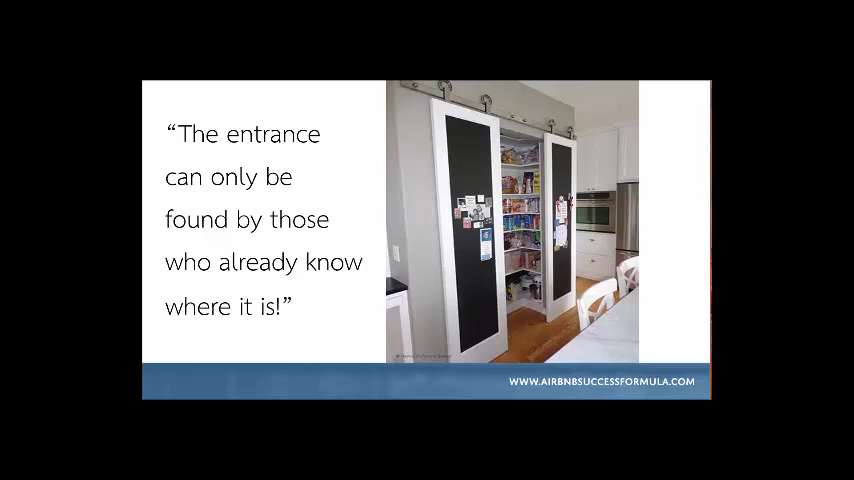 “The entrance
can only be
found by those
who already know
where it is!”
WWW.AIRBNBSUCCESSFORMULA.COM